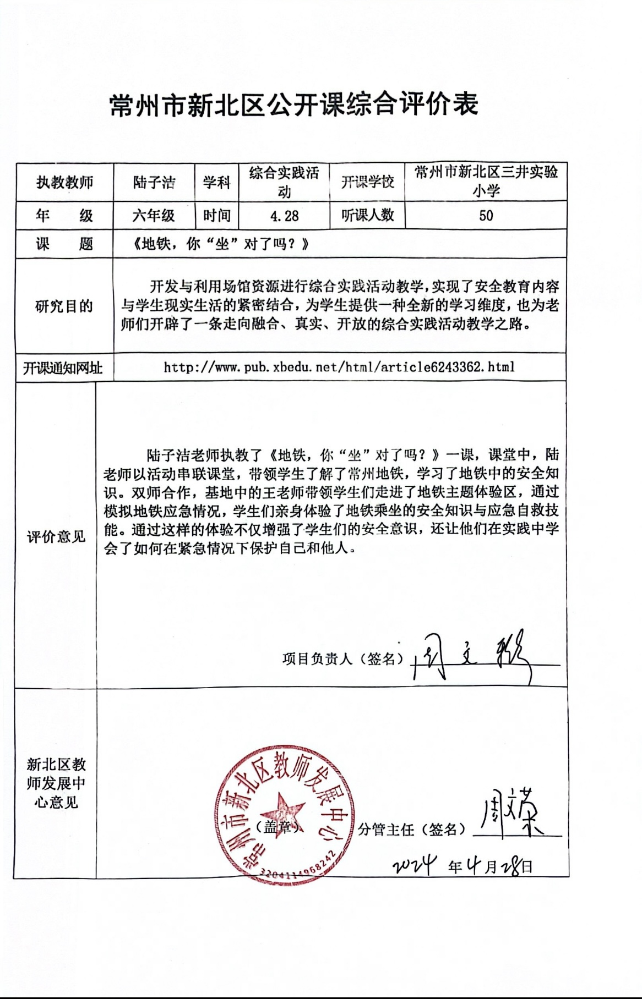 常州市新北区公开课综合评价表
执教教师 陆子洁 学科 综合实践活动 开课学校 常州市新北区三井实验小学
年 级 六年级 时间 4.28 听课人数 50
课 题 《地铁，你“坐”对了吗？》
研究目的
开发与利用场馆资源进行综合实践活动教学，实现了安全教育内容
与学生现实生活的紧密结合，为学生提供一种全新的学习维度，也为老
师们开辟了一条走向融合、真实、开放的综合实践活动教学之路。
开课通知网址 http://www.pub.xbedu.net/html/article6243362.html
评价意见
陆子洁老师执教了《地铁，你“坐”对了吗？》一课，课堂中，陆
老师以活动串联课堂，带领学生了解了常州地铁，学习了地铁中的安全知
识。双师合作，基地中的王老师带领学生们走进了地铁主题体验区，通过
模拟地铁应急情况，学生们亲身体验了地铁乘坐的安全知识与应急自救技
能。通过这样的体验不仅增强了学生们的安全意识，还让他们在实践中学
会了如何在紧急情况下保护自己和他人。
项目负责人（签名） 周文
新北区教
师发展中
心意见
常州市新北区教师发展中心
（盖章）
3204114968242
分管主任（签名） 周文荣
2024 年 4 月 28 日